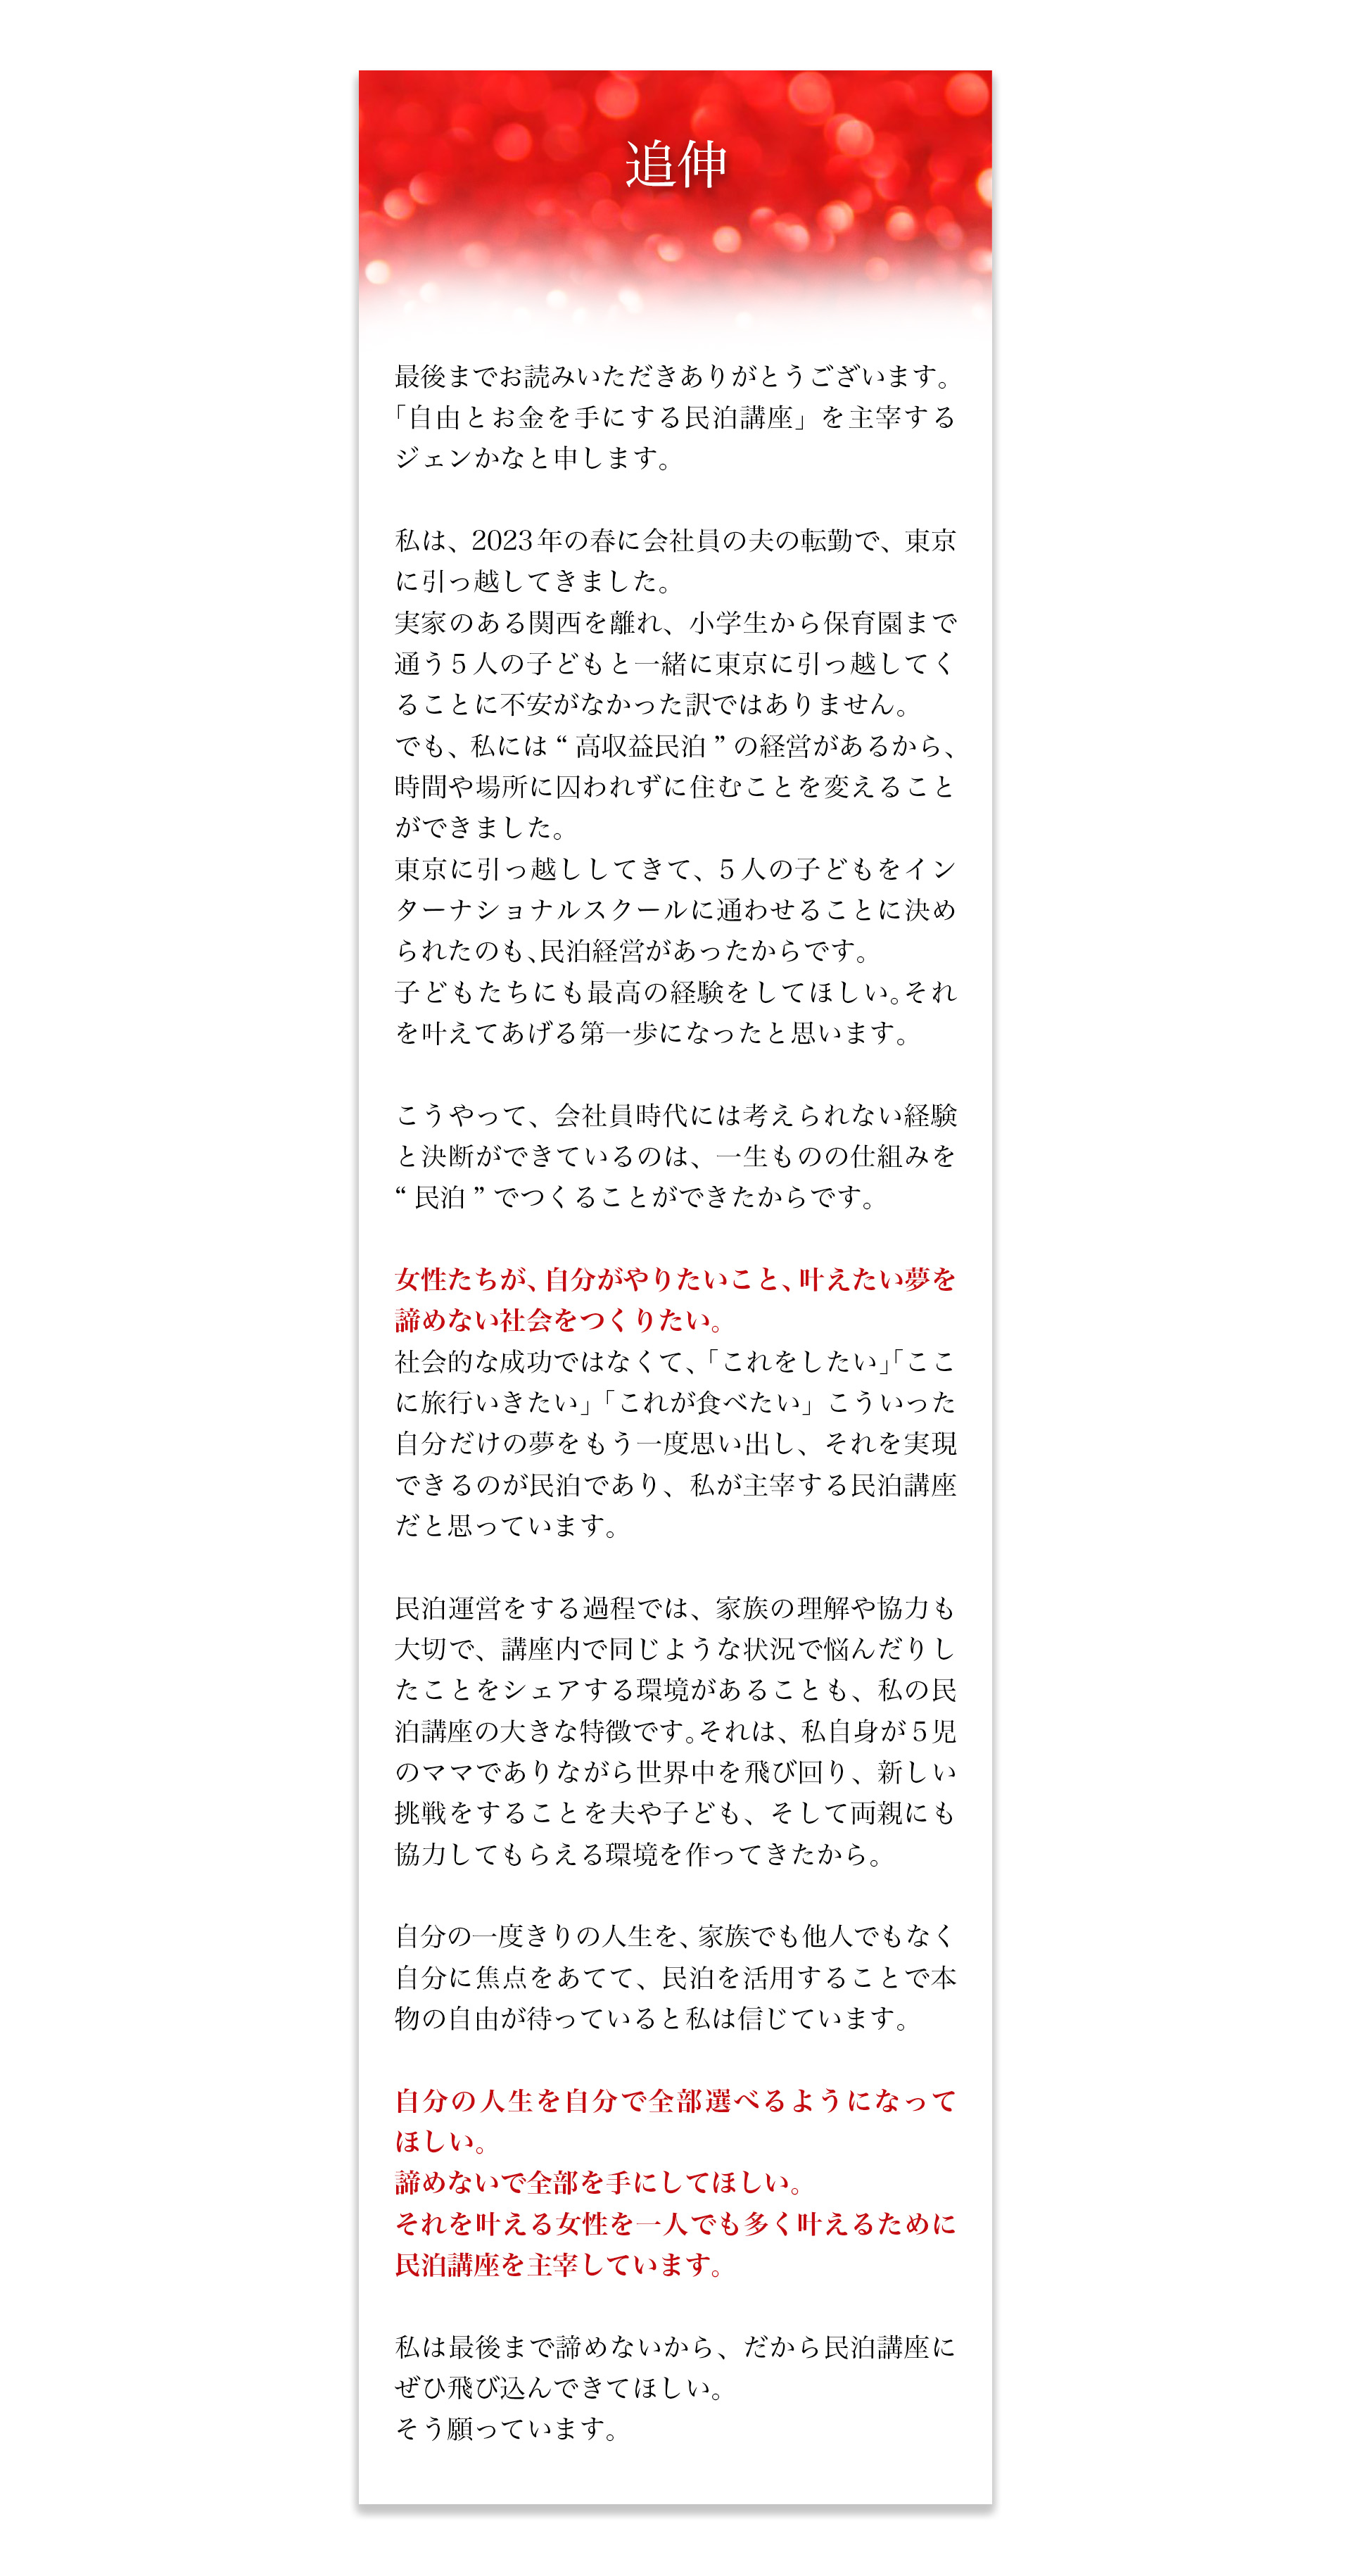 追伸
最後までお読みいただきありがとうございます。
「自由とお金を手にする民泊講座」を主宰する
ジェンかなと申します。
私は、2023年の春に会社員の夫の転勤で、東京
に引っ越してきました。
実家のある関西を離れ、小学生から保育園まで
通う５人の子どもと一緒に東京に引っ越してく
ることに不安がなかった訳ではありません。
でも、私には“高収益民泊”の経営があるから、
時間や場所に囚われずに住むことを変えること
ができました。
東京に引っ越ししてきて、５人の子どもをイン
ターナショナルスクールに通わせることに決め
られたのも、民泊経営があったからです。
子どもたちにも最高の経験をしてほしい。それ
を叶えてあげる第一歩になったと思います。
こうやって、会社員時代には考えられない経験
と決断ができているのは、一生ものの仕組みを
“民泊”でつくることができたからです。
女性たちが、自分がやりたいこと、叶えたい夢を
諦めない社会をつくりたい。
社会的な成功ではなくて、「これをしたい」「ここ
に旅行いきたい」「これが食べたい」こういった
自分だけの夢をもう一度思い出し、それを実現
できるのが民泊であり、私が主宰する民泊講座
だと思っています。
民泊運営をする過程では、家族の理解や協力も
大切で、講座内で同じような状況で悩んだりし
たことをシェアする環境があることも、私の民
泊講座の大きな特徴です。それは、私自身が５児
のママでありながら世界中を飛び回り、新しい
挑戦をすることを夫や子ども、そして両親にも
協力してもらえる環境を作ってきたから。
自分の一度きりの人生を、家族でも他人でもなく
自分に焦点をあてて、民泊を活用することで本
物の自由が待っていると私は信じています。
自分の人生を自分で全部選べるようになって
ほしい。
諦めないで全部を手にしてほしい。
それを叶える女性を一人でも多く叶えるために
民泊講座を主宰しています。
私は最後まで諦めないから、だから民泊講座に
ぜひ飛び込んできてほしい。
そう願っています。